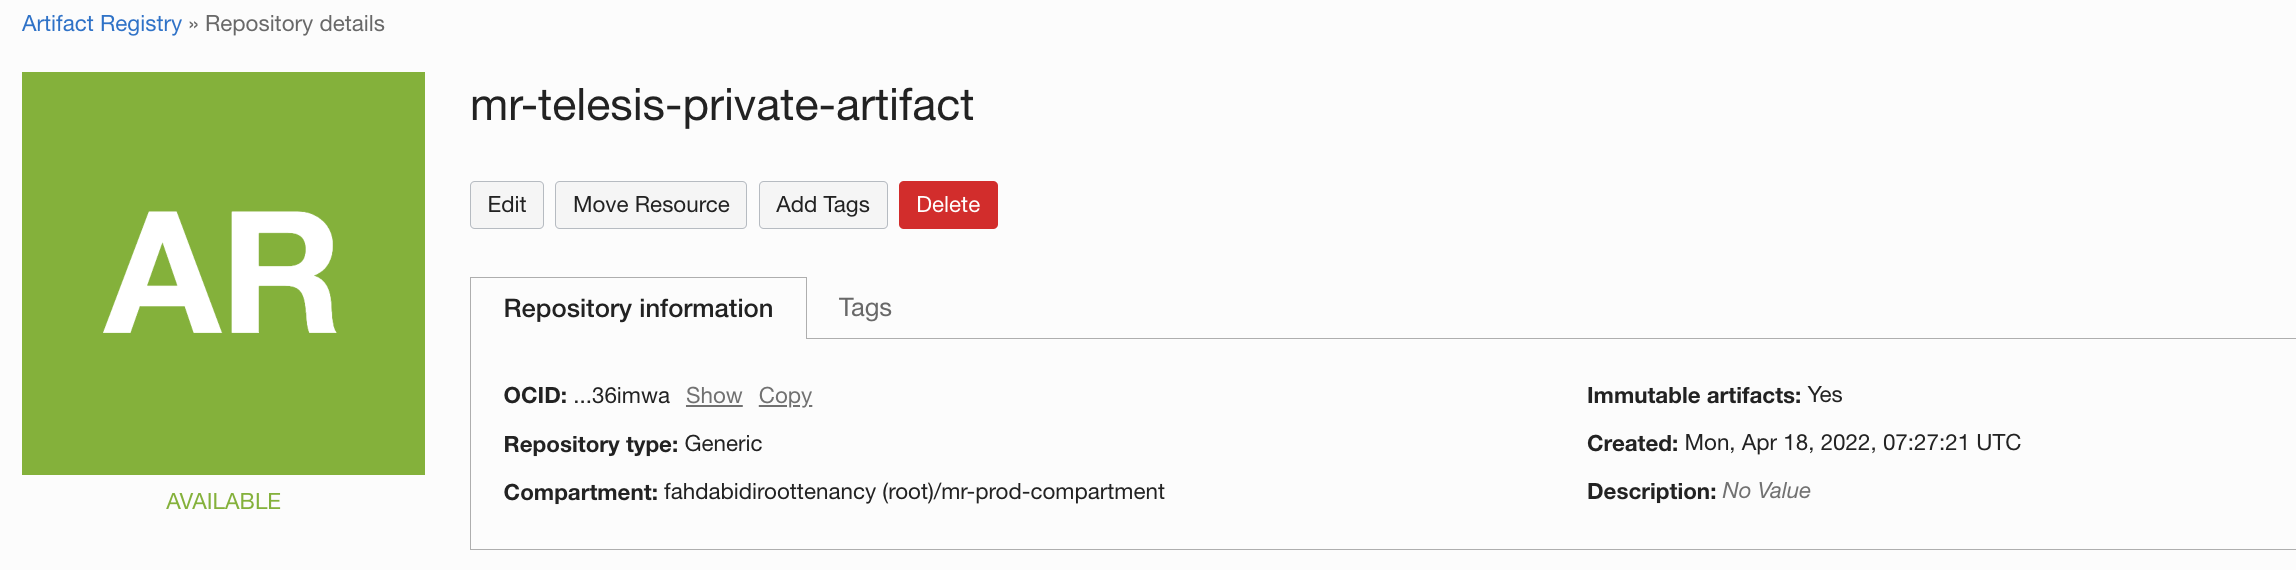 Artifact Registry » Repository details
AR
AVAILABLE
mr-telesis-private-artifact
Edit Move Resource Add Tags Delete
Repository information Tags
OCID: ...36imwa Show Copy
Repository type: Generic
Compartment: fahdabidiroottenancy (root)/mr-prod-compartment
Immutable artifacts: Yes
Created: Mon, Apr 18, 2022, 07:27:21 UTC
Description: No Value